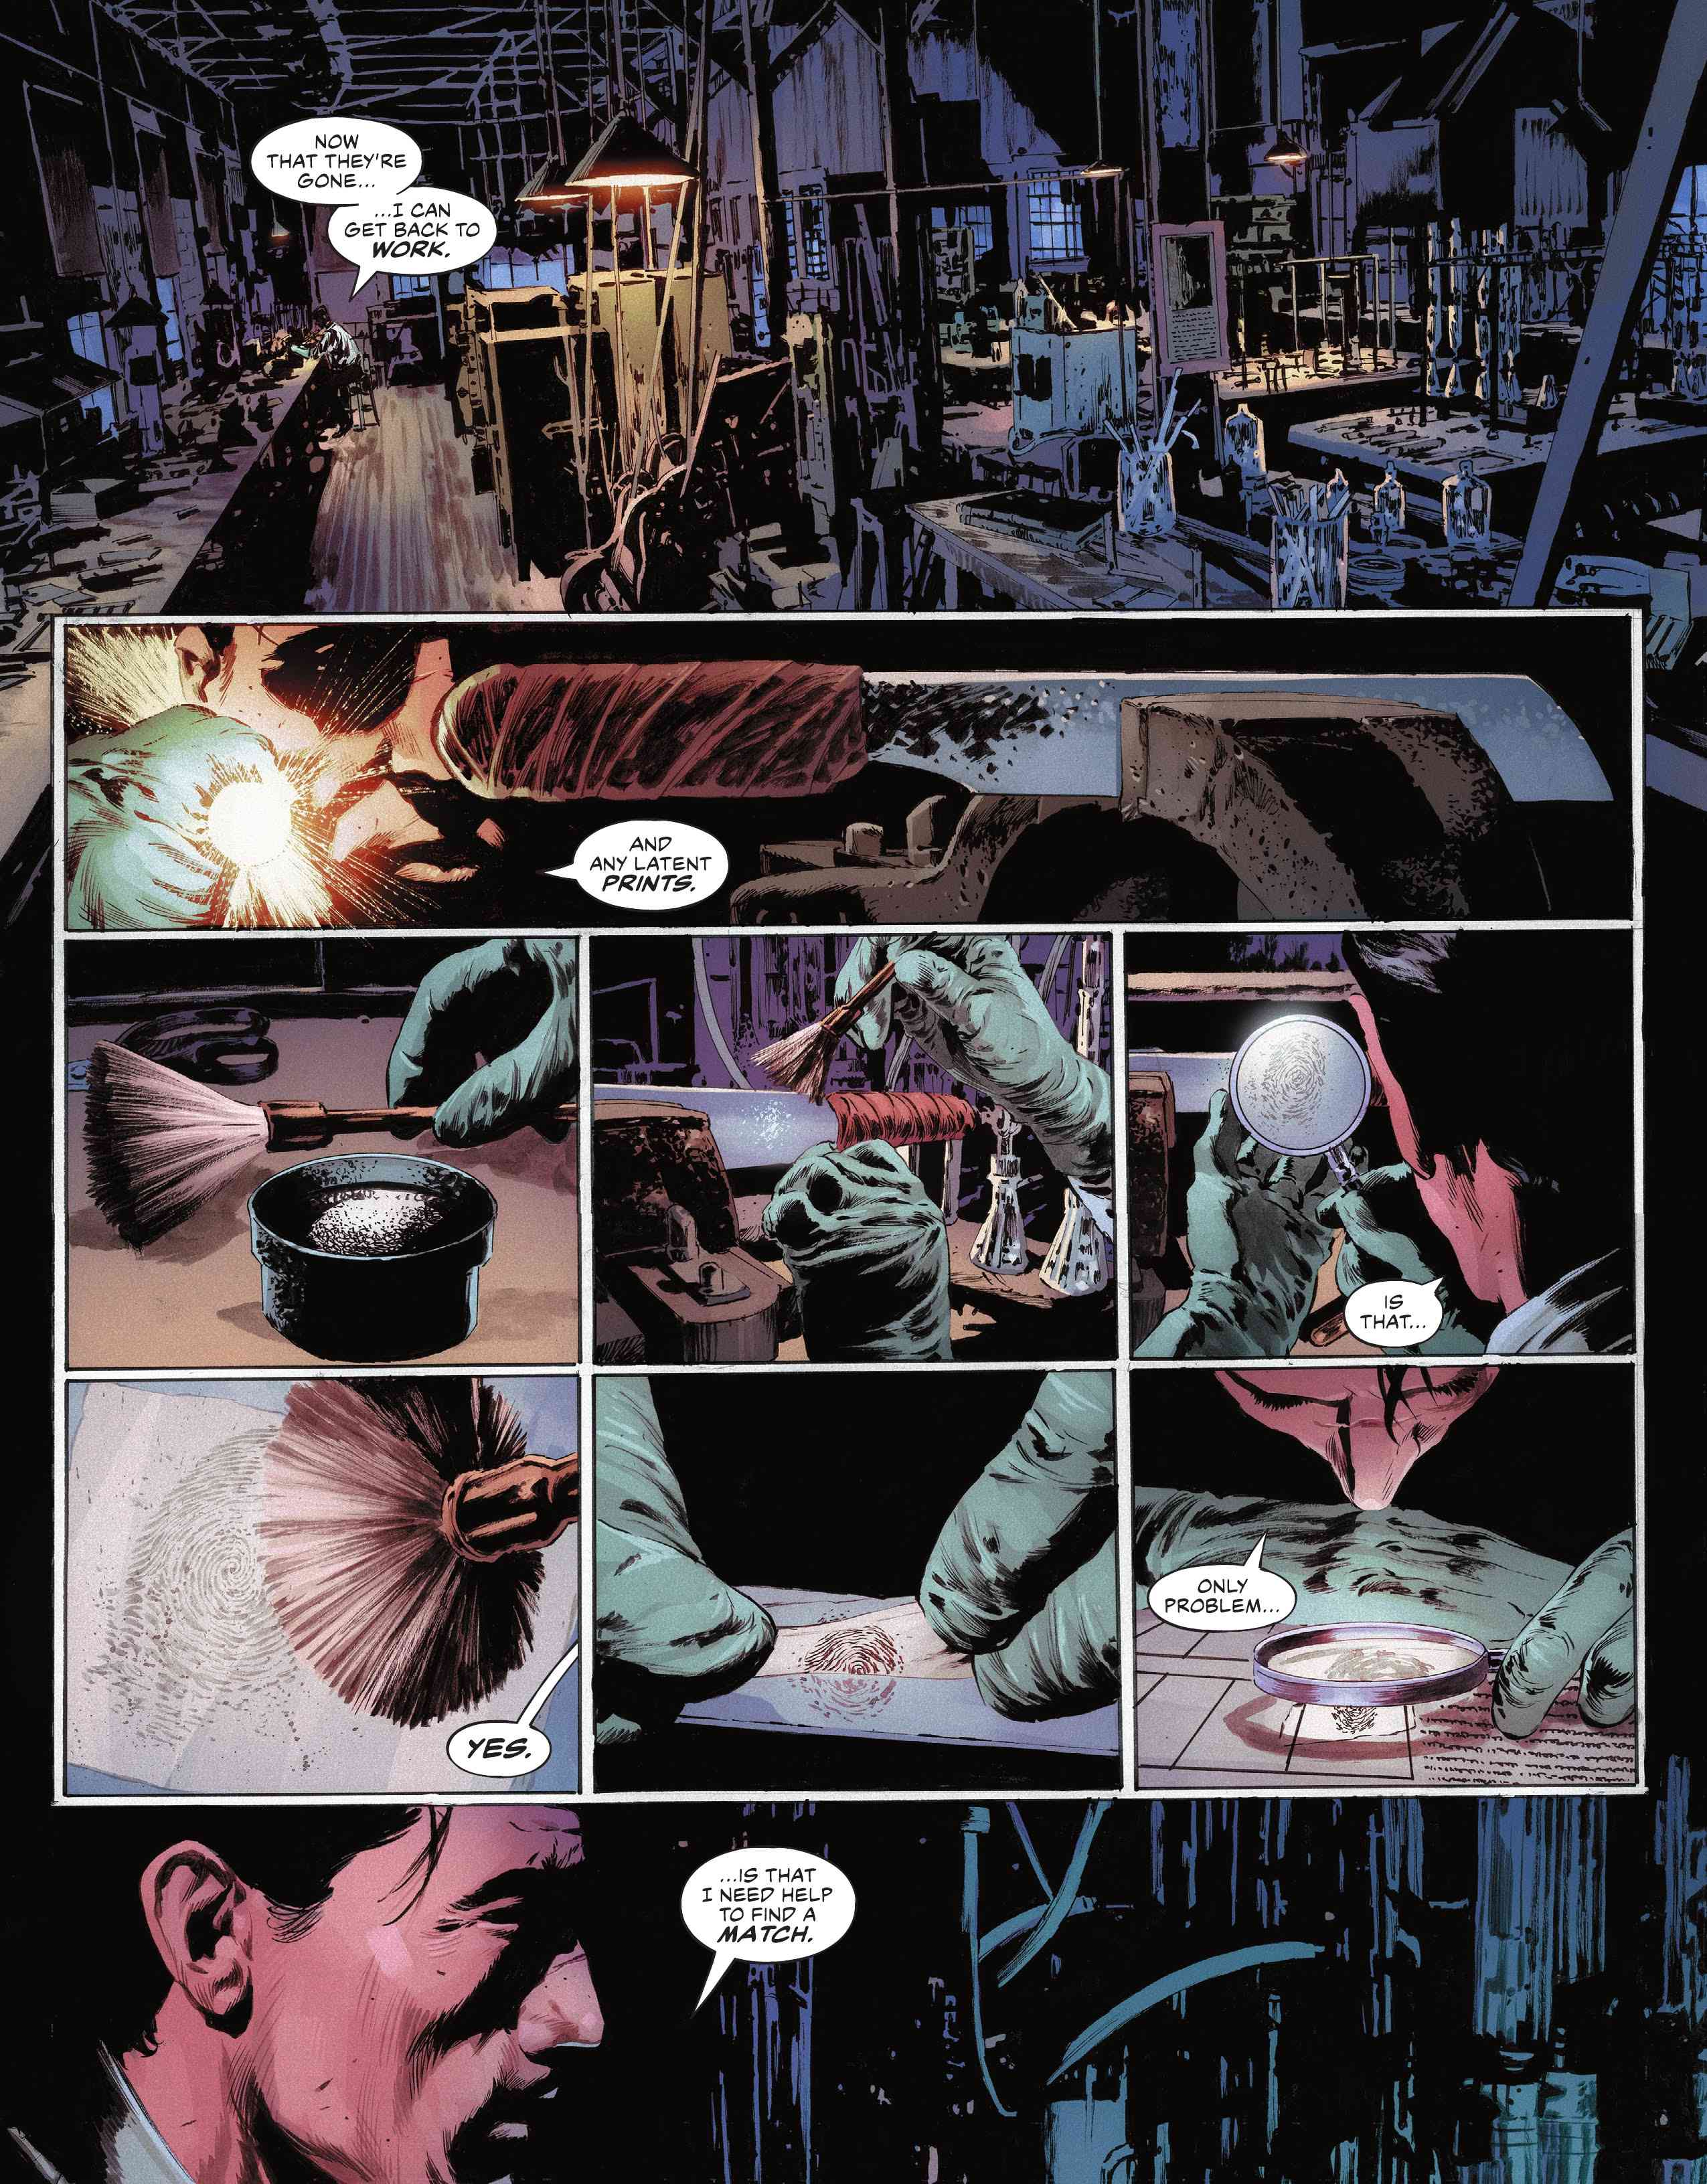 NOW
THAT THEY'RE
GONE...
...I CAN
GET BACK TO
WORK.
AND
ANY LATENT
PRINTS.
IS
THAT...
YES.
ONLY
PROBLEM...
...IS THAT
I NEED HELP
TO FIND A
MATCH.